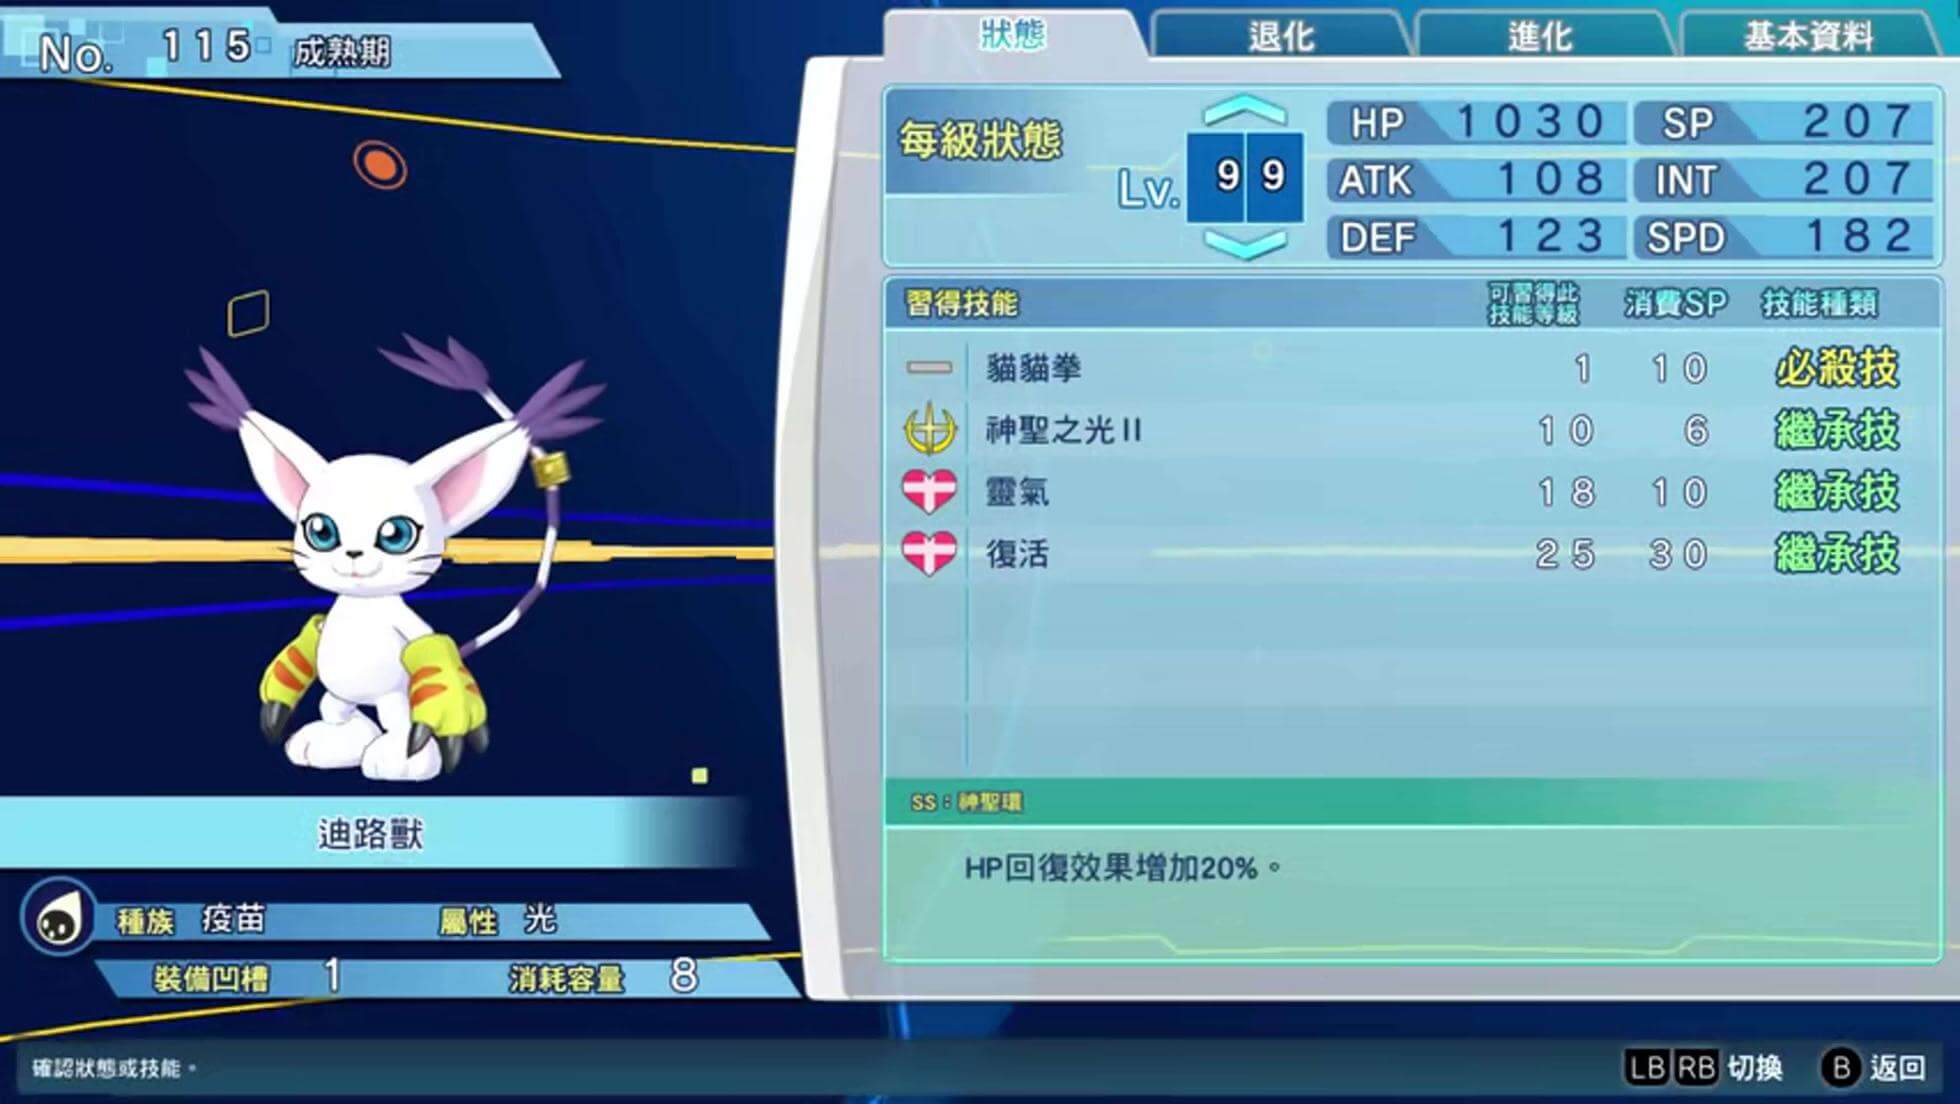 No. 115 成熟期
狀態 退化 進化 基本資料
每級狀態
Lv. 99
HP 1030 SP 207
ATK 108 INT 207
DEF 123 SPD 182
習得技能 可習得此技能等級 消費SP 技能種類
貓貓拳 1 10 必殺技
神聖之光II 10 6 繼承技
靈氣 18 10 繼承技
復活 25 30 繼承技
SS：神聖環
HP回復效果增加20%。
迪路獸
種族 疫苗 屬性 光
裝備凹槽 1 消耗容量 8
確認狀態或技能。
LB RB 切換 B 返回